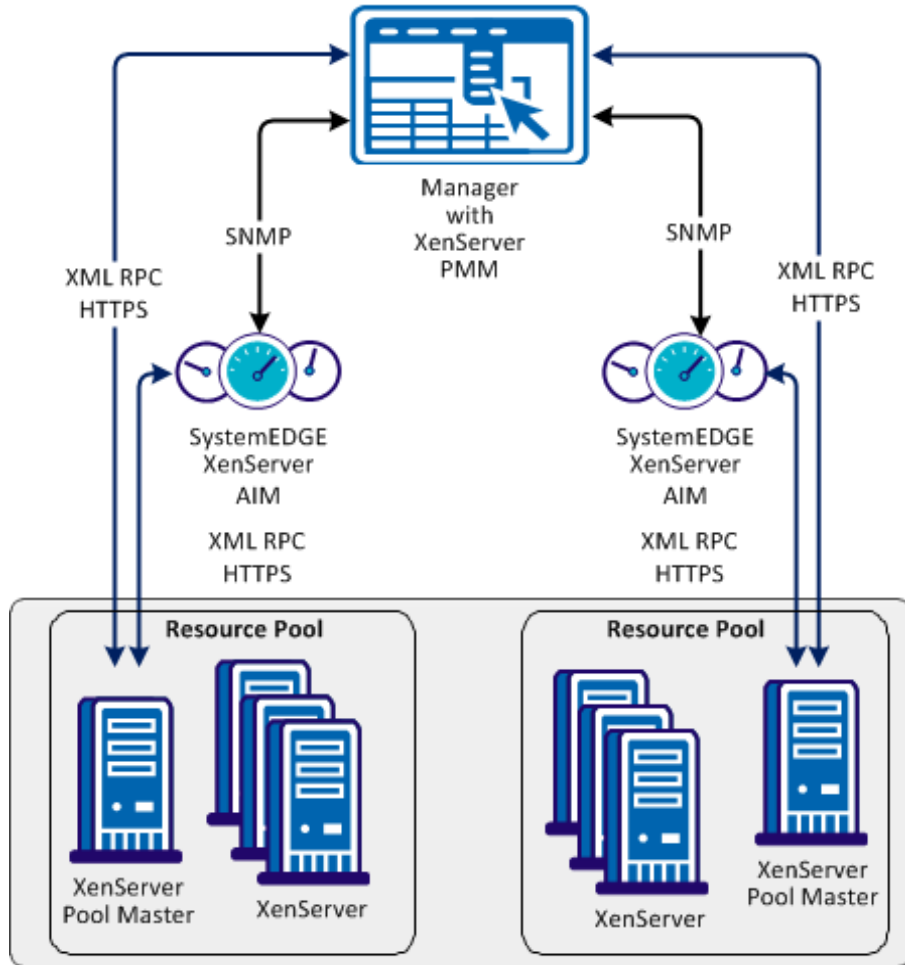 Manager
with
XenServer
PMM
SNMP
SNMP
XML RPC
HTTPS
XML RPC
HTTPS
SystemEDGE
XenServer
AIM
SystemEDGE
XenServer
AIM
XML RPC
HTTPS
XML RPC
HTTPS
Resource Pool
Resource Pool
XenServer
Pool Master
XenServer
XenServer
XenServer
Pool Master